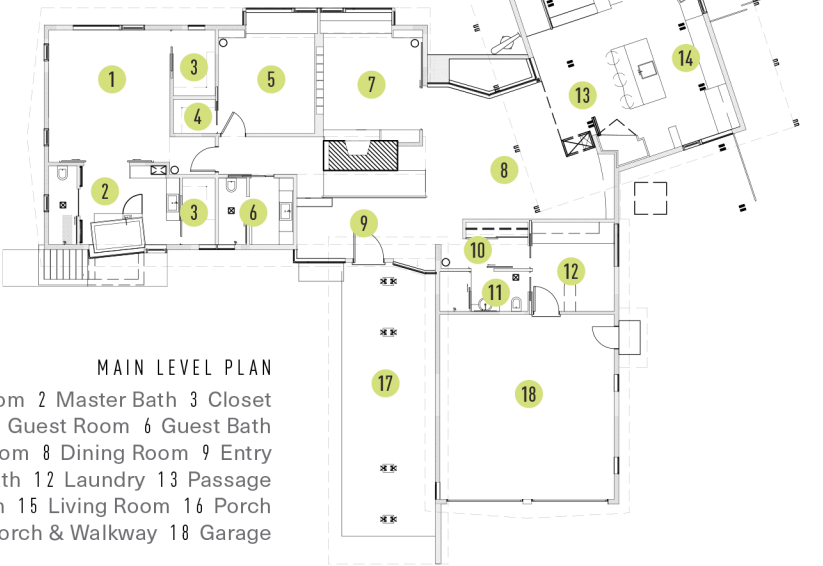 1
3
5
7
14
13
4
8
2
3
6
9
10
12
11
17
18
MAIN LEVEL PLAN
2 Master Bath 3 Closet
Guest Room 6 Guest Bath
8 Dining Room 9 Entry
12 Laundry 13 Passage
15 Living Room 16 Porch
& Walkway 18 Garage